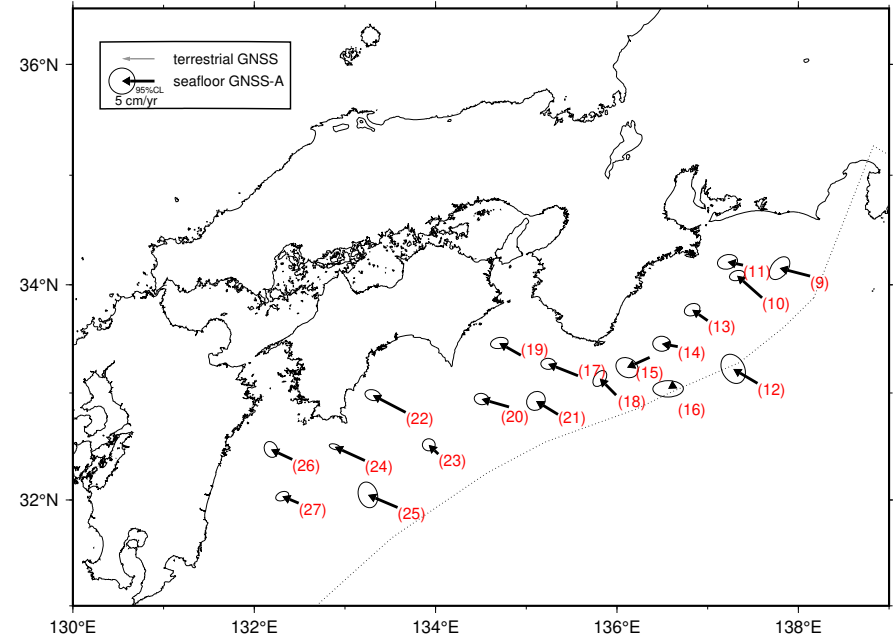 36°N
terrestrial GNSS
seafloor GNSS-A
95%CL
5 cm/yr
34°N
(11)
(9)
(10)
(13)
(14)
(19)
(17)
(15)
(12)
(18)
(16)
(22)
(20)
(21)
(23)
(26)
(24)
32°N
(27)
(25)
130°E
132°E
134°E
136°E
138°E